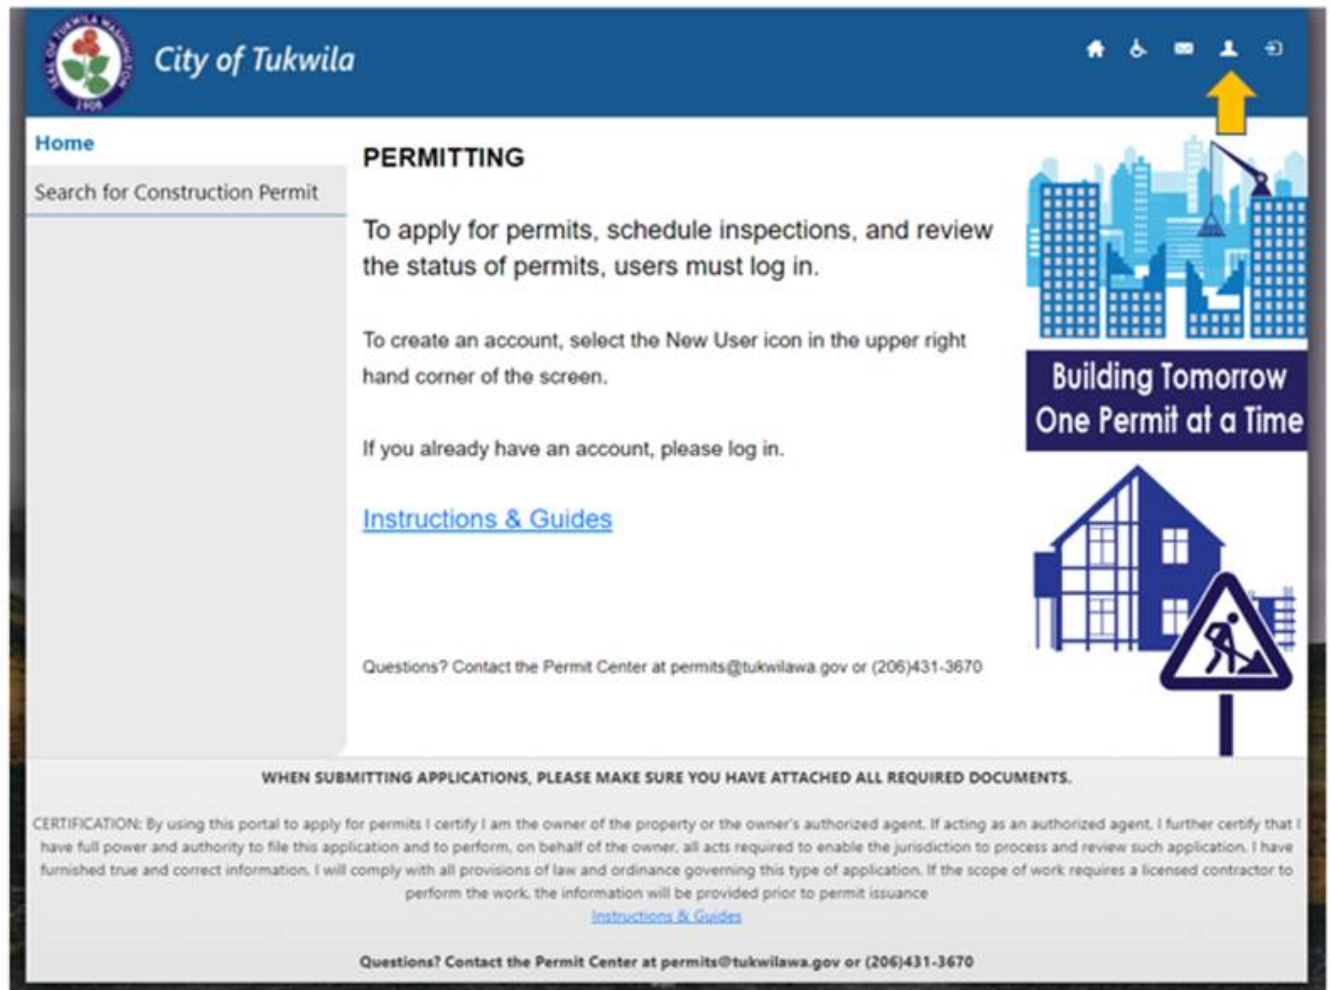 SEAL OF TUKWILA WASHINGTON
1908
City of Tukwila
Home
Search for Construction Permit
PERMITTING
To apply for permits, schedule inspections, and review
the status of permits, users must log in.
To create an account, select the New User icon in the upper right
hand corner of the screen.
If you already have an account, please log in.
Instructions & Guides
Questions? Contact the Permit Center at permits@tukwilawa.gov or (206)431-3670
Building Tomorrow
One Permit at a Time
WHEN SUBMITTING APPLICATIONS, PLEASE MAKE SURE YOU HAVE ATTACHED ALL REQUIRED DOCUMENTS.
CERTIFICATION: By using this portal to apply for permits I certify I am the owner of the property or the owner's authorized agent. If acting as an authorized agent, I further certify that I
have full power and authority to file this application and to perform, on behalf of the owner, all acts required to enable the jurisdiction to process and review such application. I have
furnished true and correct information. I will comply with all provisions of law and ordinance governing this type of application. If the scope of work requires a licensed contractor to
perform the work, the information will be provided prior to permit issuance
Instructions & Guides
Questions? Contact the Permit Center at permits@tukwilawa.gov or (206)431-3670